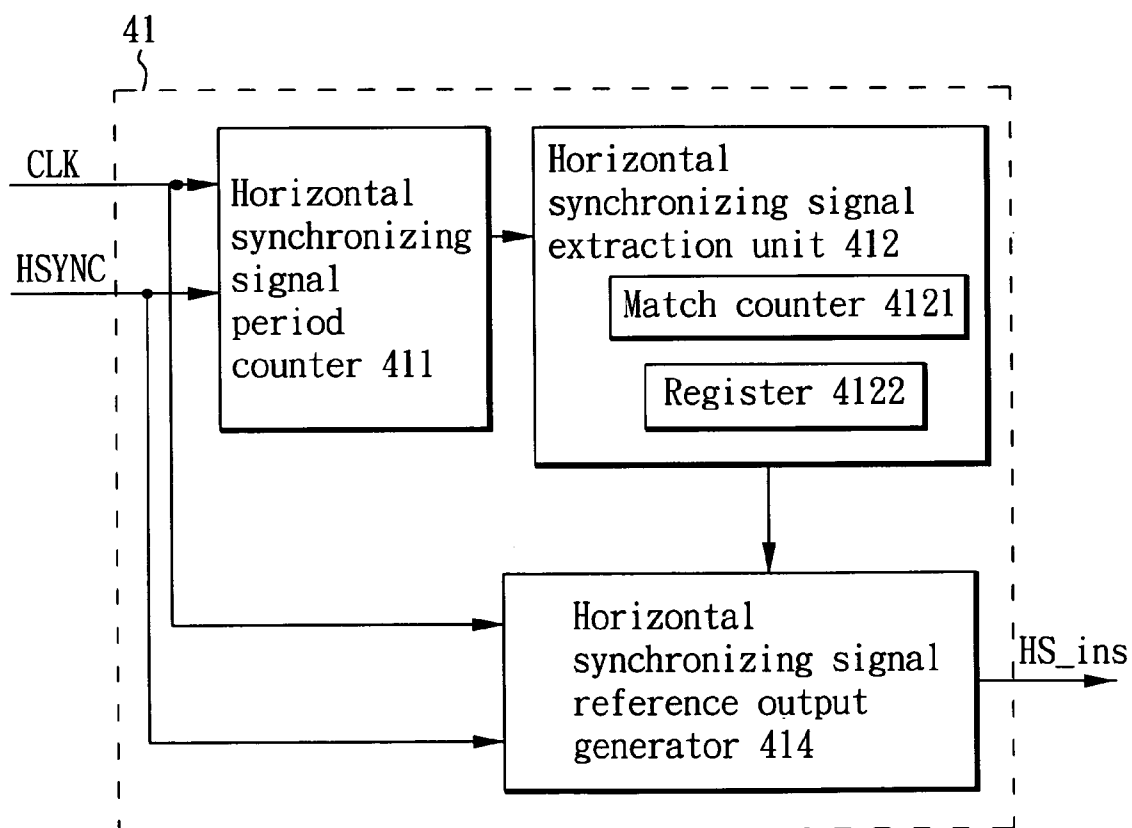 41
CLK
HSYNC
Horizontal
synchronizing
signal
period
counter 411
Horizontal
synchronizing signal
extraction unit 412
Match counter 4121
Register 4122
Horizontal
synchronizing signal
reference output
generator 414
HS_ins